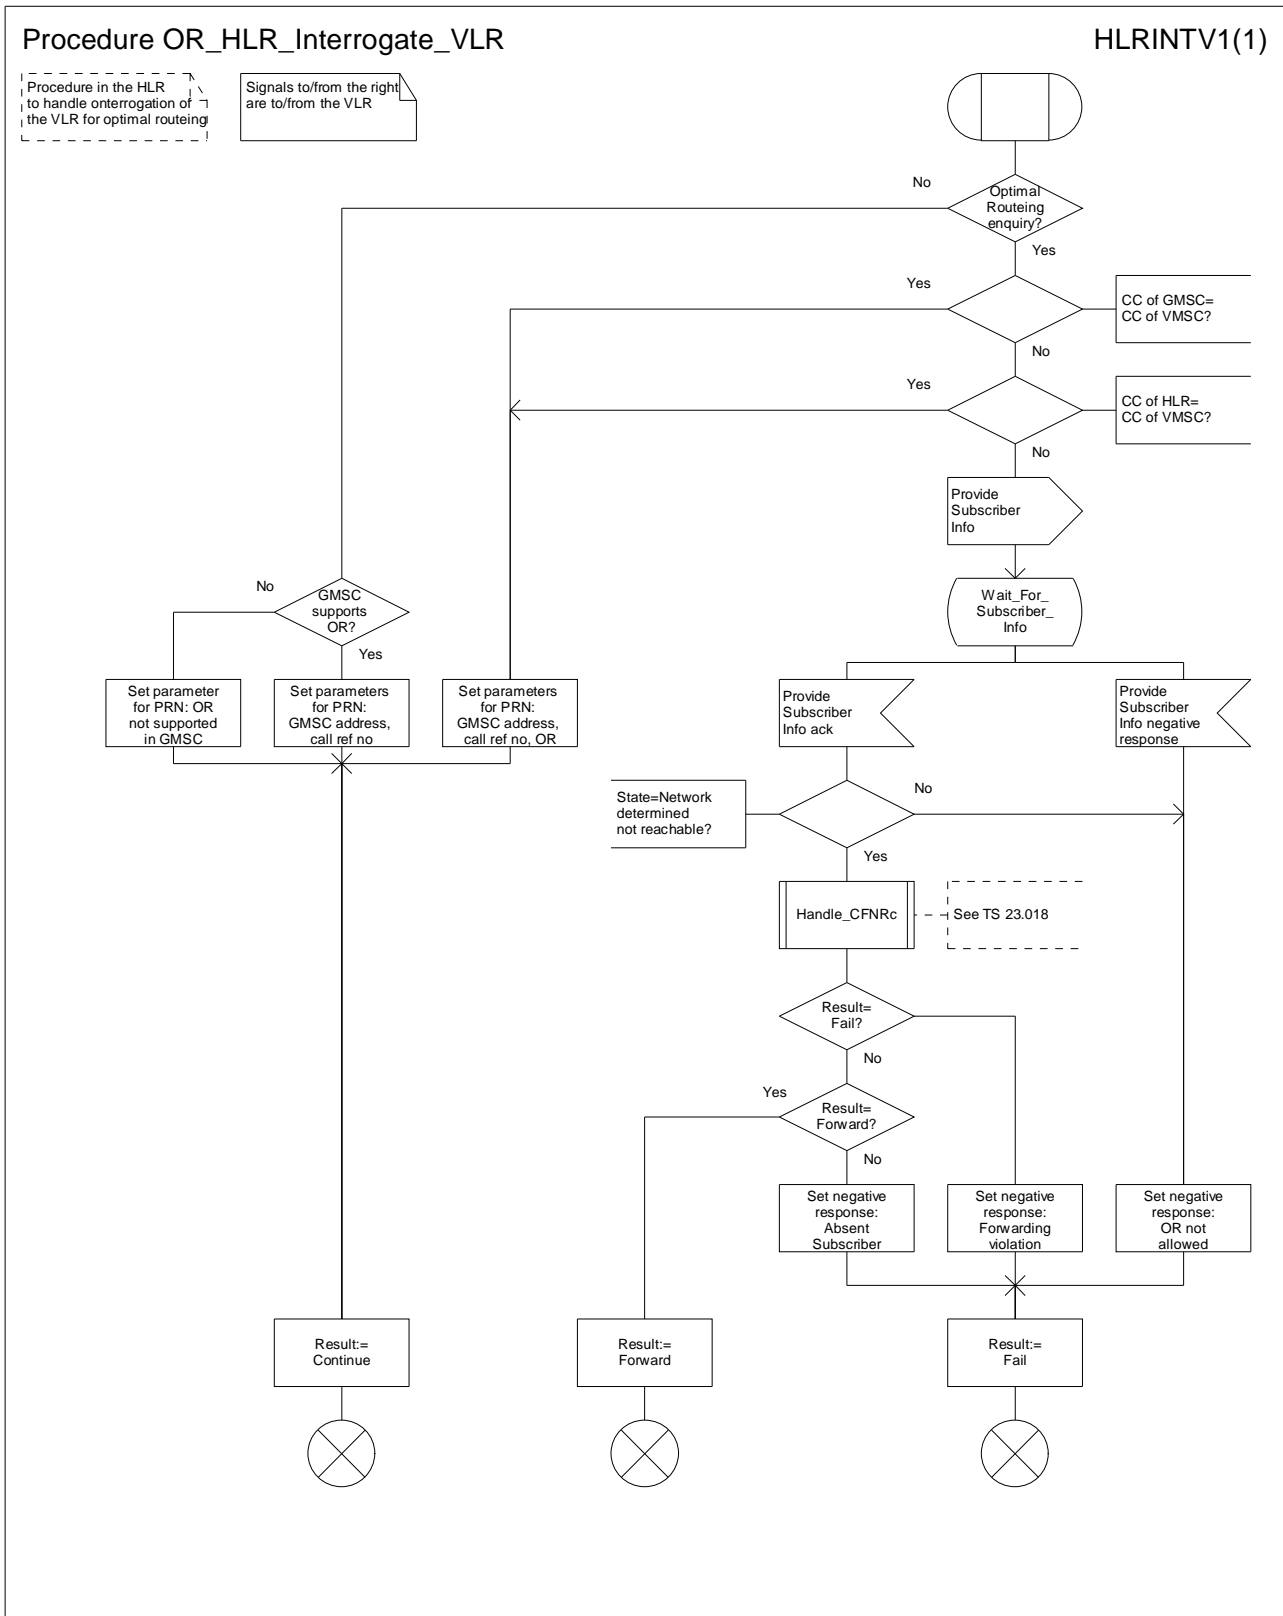 Procedure OR_HLR_Interrogate_VLR
HLRINTV1(1)
Procedure in the HLR
to handle onterrogation of
the VLR for optimal routeing
Signals to/from the right
are to/from the VLR
No
Optimal
Routeing
enquiry?
Yes
Yes
CC of GMSC=
CC of VMSC?
No
Yes
CC of HLR=
CC of VMSC?
No
Provide
Subscriber
Info
No
GMSC
supports
OR?
Yes
Wait_For_
Subscriber_
Info
Set parameter
for PRN: OR
not supported
in GMSC
Set parameters
for PRN:
GMSC address,
call ref no
Set parameters
for PRN:
GMSC address,
call ref no, OR
Provide
Subscriber
Info ack
Provide
Subscriber
Info negative
response
State=Network
determined
not reachable?
No
Yes
Handle_CFNRc
See TS 23.018
Result=
Fail?
No
Yes
Result=
Forward?
No
Set negative
response:
Absent
Subscriber
Set negative
response:
Forwarding
violation
Set negative
response:
OR not
allowed
Result:=
Continue
Result:=
Forward
Result:=
Fail